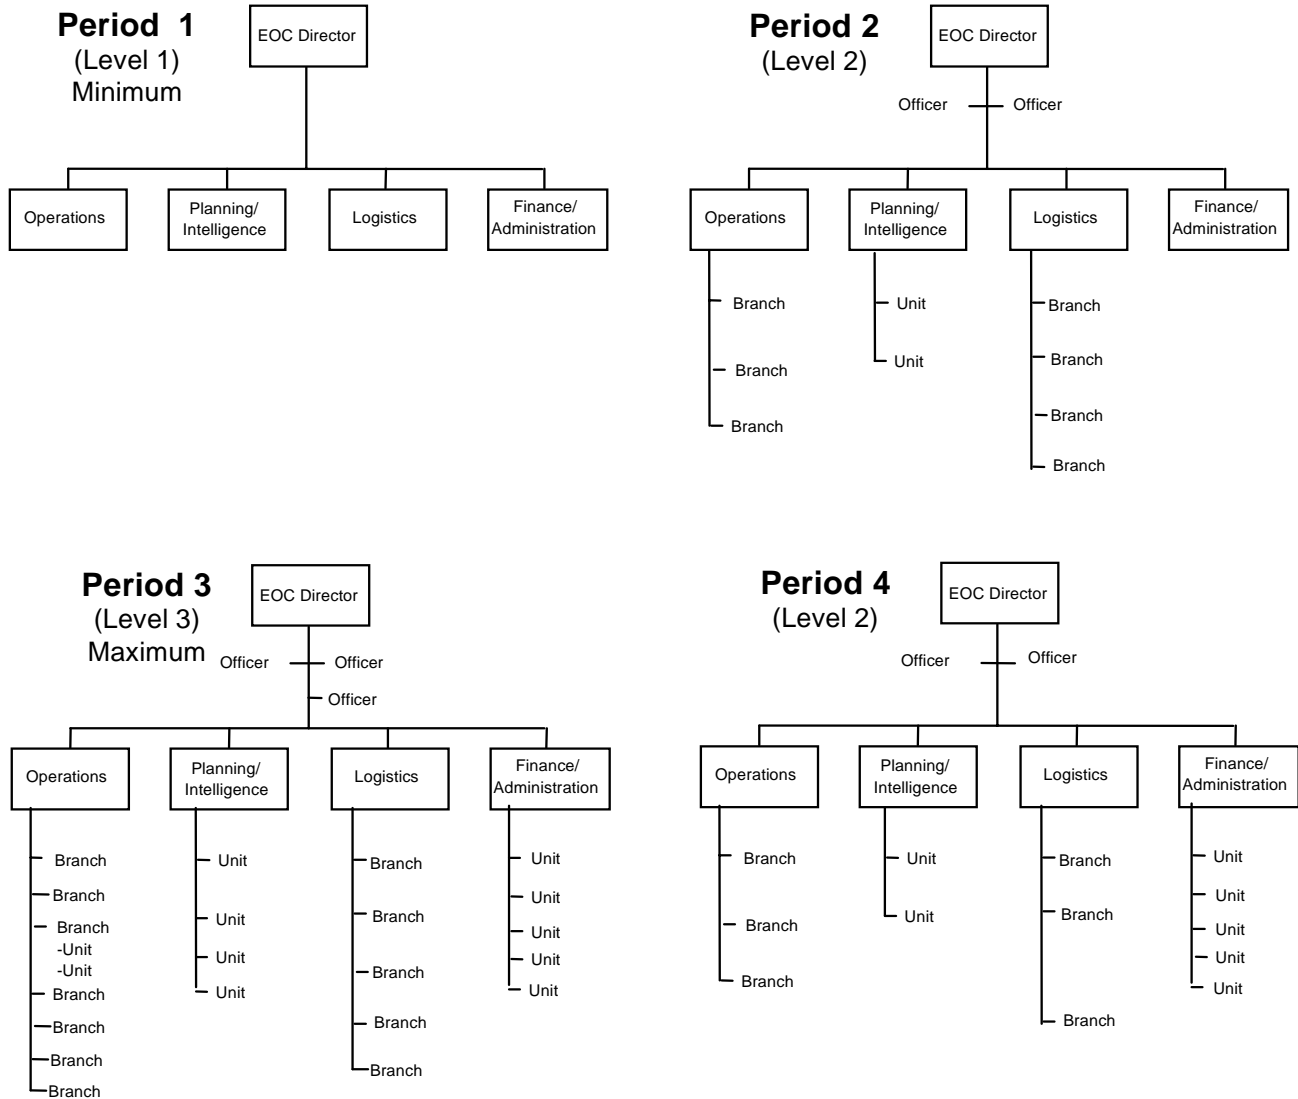 Period  1
(Level 1)
Minimum
EOC Director
Operations
Planning/
Intelligence
Logistics
Finance/
Administration
Period 2
(Level 2)
EOC Director
Officer
Officer
Operations
Planning/
Intelligence
Logistics
Finance/
Administration
Branch
Branch
Branch
Unit
Unit
Branch
Branch
Branch
Branch
Period 3
(Level 3)
Maximum
EOC Director
Officer
Officer
Officer
Operations
Planning/
Intelligence
Logistics
Finance/
Administration
Branch
Branch
Branch
-Unit
-Unit
Branch
Branch
Branch
Branch
Unit
Unit
Unit
Unit
Branch
Branch
Branch
Branch
Branch
Unit
Unit
Unit
Unit
Unit
Period 4
(Level 2)
EOC Director
Officer
Officer
Operations
Planning/
Intelligence
Logistics
Finance/
Administration
Branch
Branch
Branch
Unit
Unit
Branch
Branch
Branch
Unit
Unit
Unit
Unit
Unit